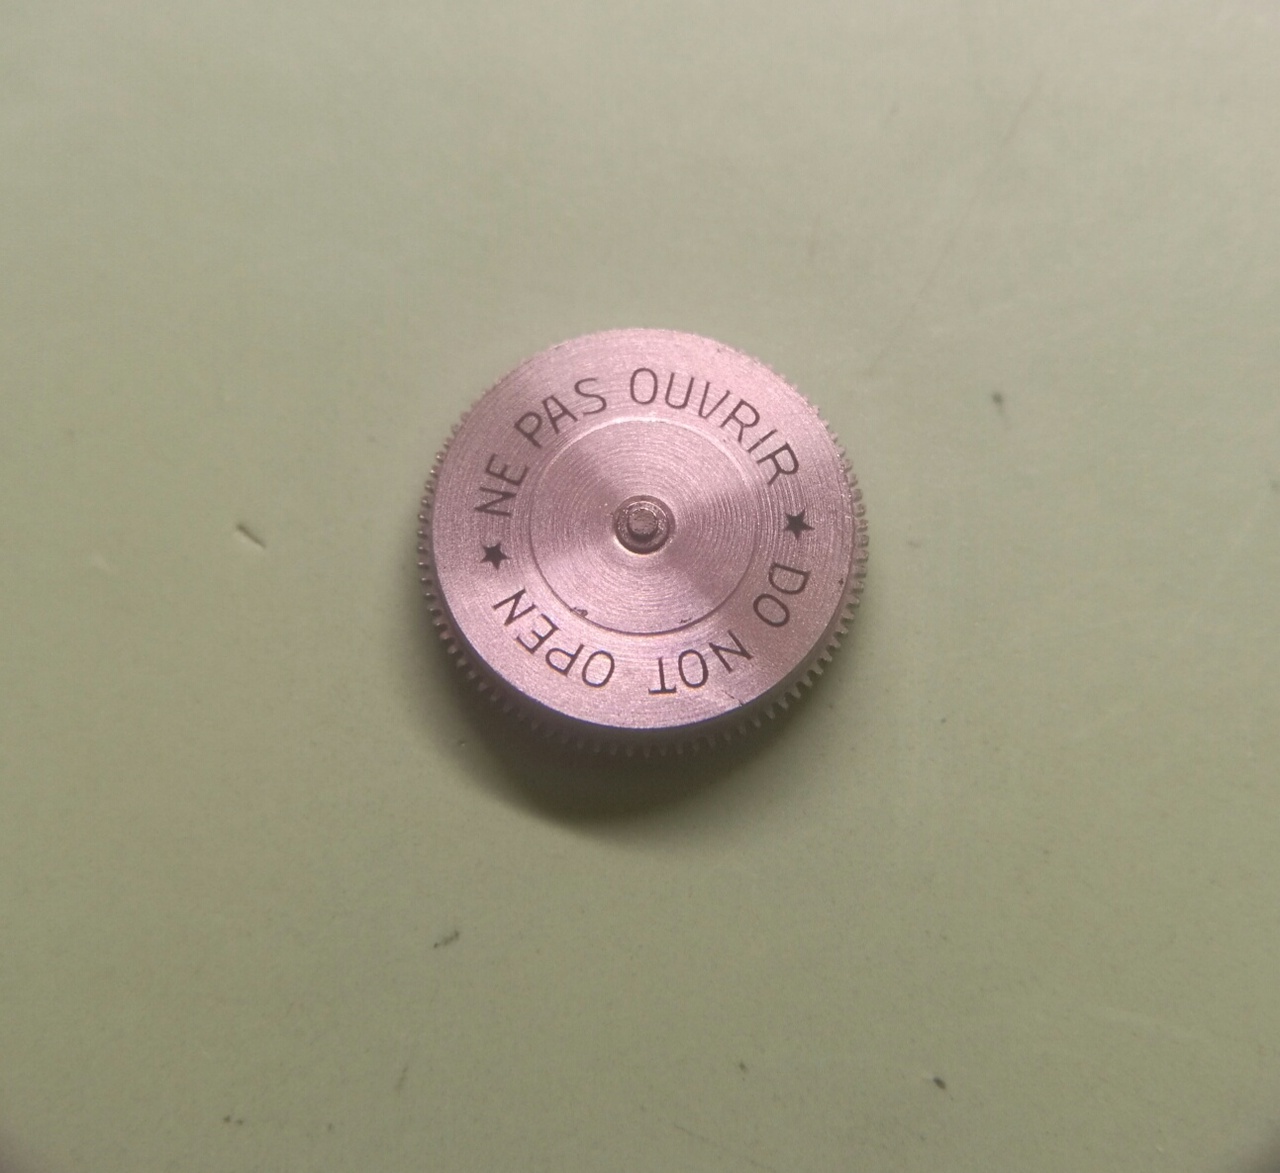 NE PAS OUVRIR ★ DO NOT OPEN ★